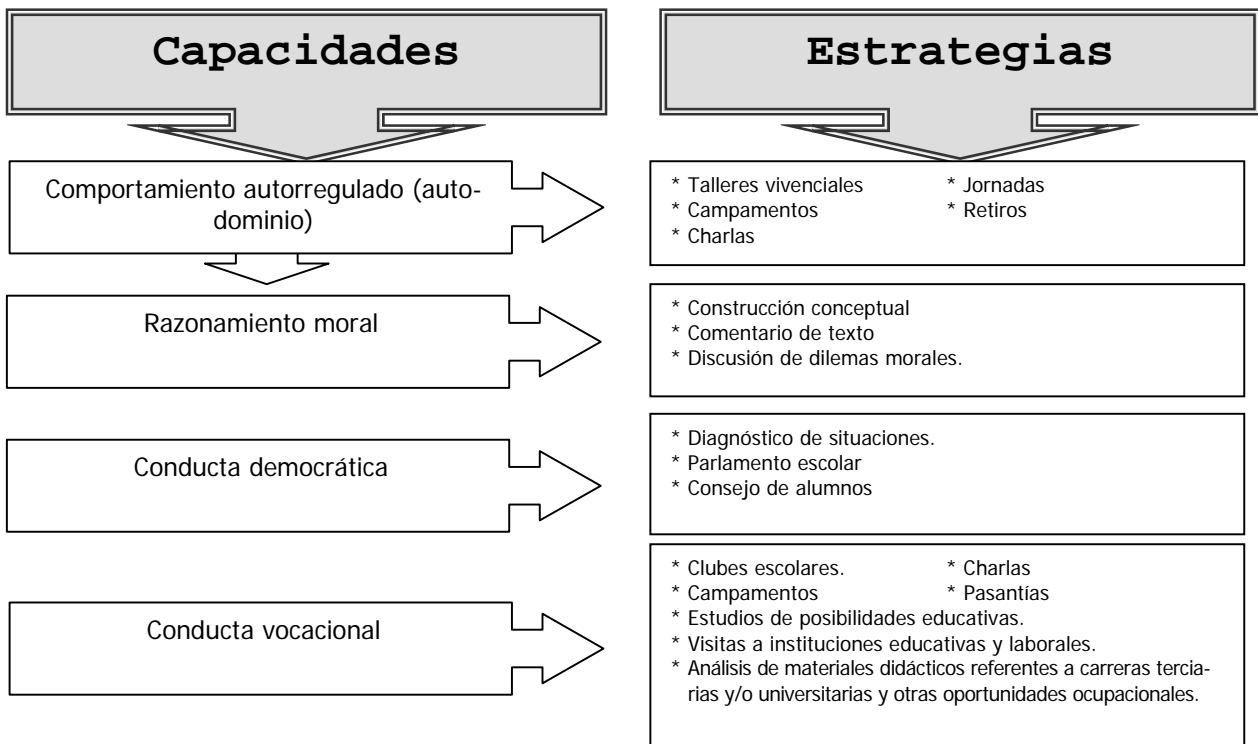 Capacidades
Estrategias
Comportamiento autorregulado (auto-
dominio)
* Talleres vivenciales * Jornadas
* Campamentos * Retiros
* Charlas
Razonamiento moral
* Construcción conceptual
* Comentario de texto
* Discusión de dilemas morales.
Conducta democrática
* Diagnóstico de situaciones.
* Parlamento escolar
* Consejo de alumnos
Conducta vocacional
* Clubes escolares. * Charlas
* Campamentos * Pasantías
* Estudios de posibilidades educativas.
* Visitas a instituciones educativas y laborales.
* Análisis de materiales didácticos referentes a carreras tercia-
rias y/o universitarias y otras oportunidades ocupacionales.